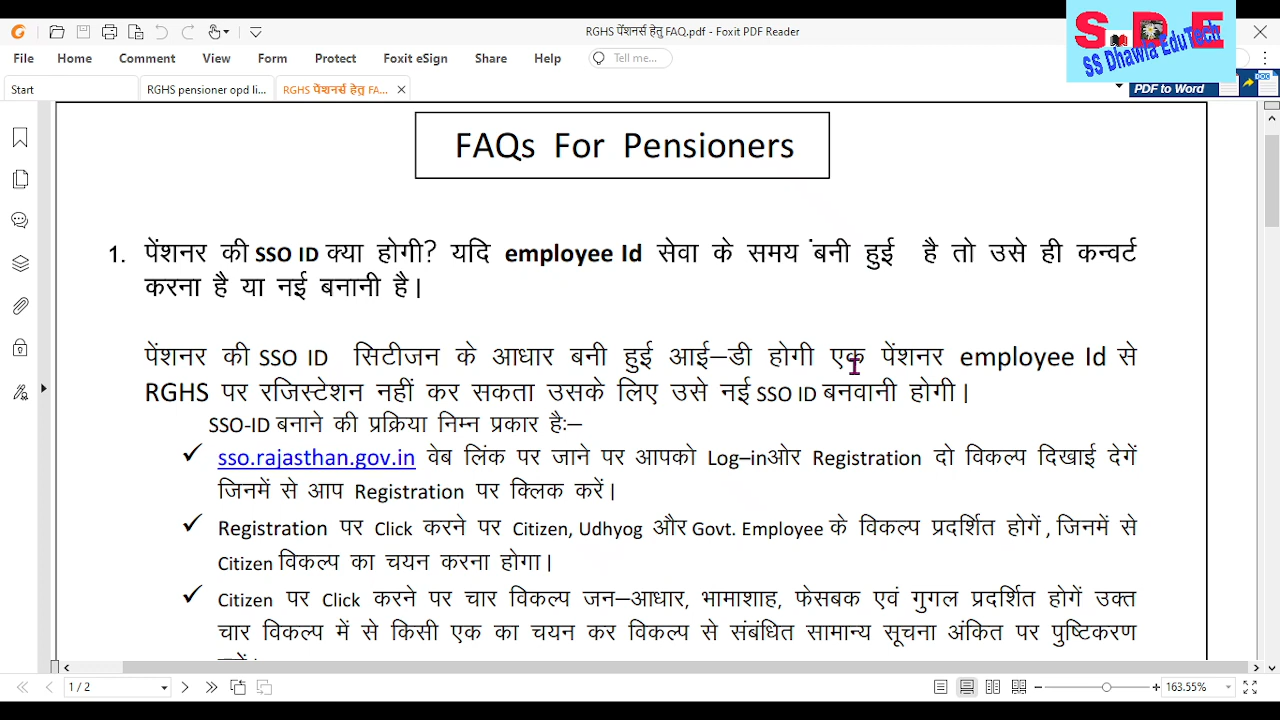 RGHS पेंशनर्स हेतु FAQ.pdf - Foxit PDF Reader
S.D.E
SS Dhawla EduTech
File Home Comment View Form Protect Foxit eSign Share Help Tell me...
Start RGHS pensioner opd li... RGHS पेंशनर्स हेतु FA...
PDF to Word
FAQs For Pensioners
1. पेंशनर की SSO ID क्या होगी? यदि employee Id सेवा के समय बनी हुई है तो उसे ही कन्वर्ट
करना है या नई बनानी है।
पेंशनर की SSO ID सिटीजन के आधार बनी हुई आई–डी होगी एक पेंशनर employee Id से
RGHS पर रजिस्टेशन नहीं कर सकता उसके लिए उसे नई SSO ID बनवानी होगी।
SSO-ID बनाने की प्रक्रिया निम्न प्रकार है:–
✓ sso.rajasthan.gov.in वेब लिंक पर जाने पर आपको Log–inओर Registration दो विकल्प दिखाई देगें
जिनमें से आप Registration पर क्लिक करें।
✓ Registration पर Click करने पर Citizen, Udhyog और Govt. Employee के विकल्प प्रदर्शित होगें ,जिनमें से
Citizen विकल्प का चयन करना होगा।
✓ Citizen पर Click करने पर चार विकल्प जन–आधार, भामाशाह, फेसबक एवं गुगल प्रदर्शित होगें उक्त
चार विकल्प में से किसी एक का चयन कर विकल्प से संबंधित सामान्य सूचना अंकित पर पुष्टिकरण
1 / 2
163.55%